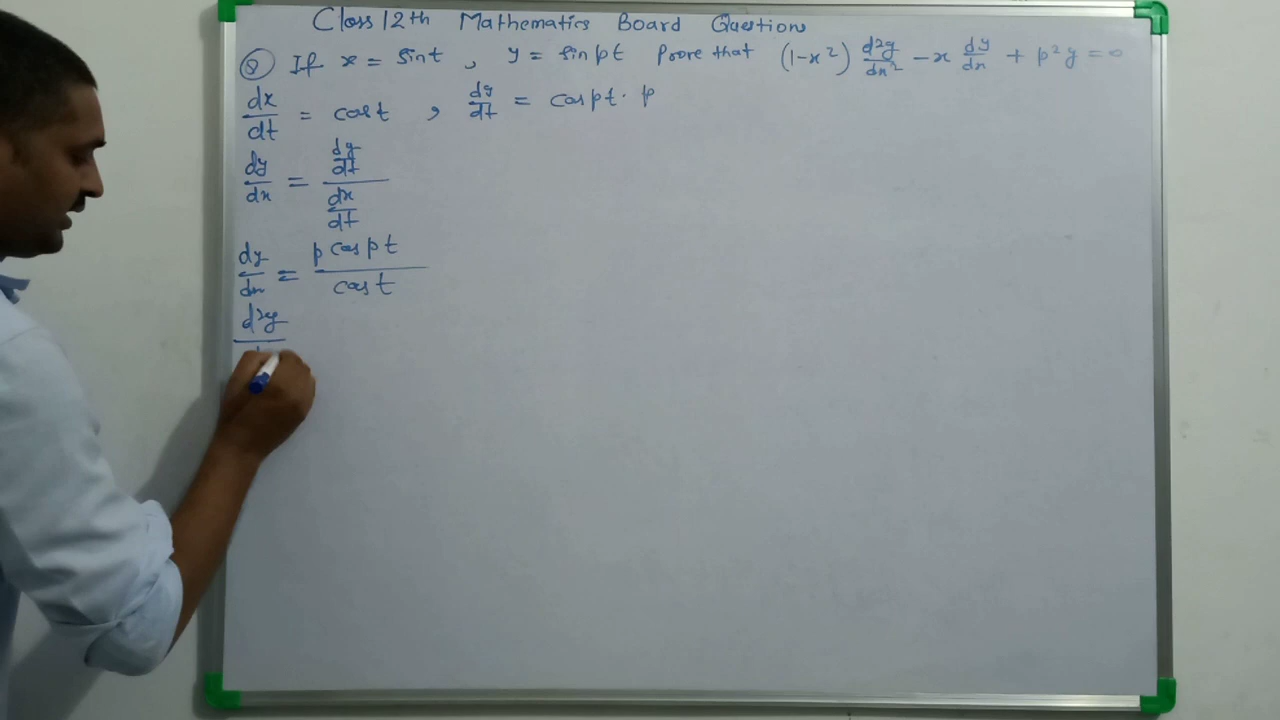 Class 12th Mathematics Board Questions
Q If x = sint , y = sin pt Prove that (1-x²) d²y/dx² - x dy/dx + p²y = 0
dx/dt = cost , dy/dt = cos pt · p
dy/dx = dy/dt / dx/dt
dy/dx = p cos pt / cos t
d²y